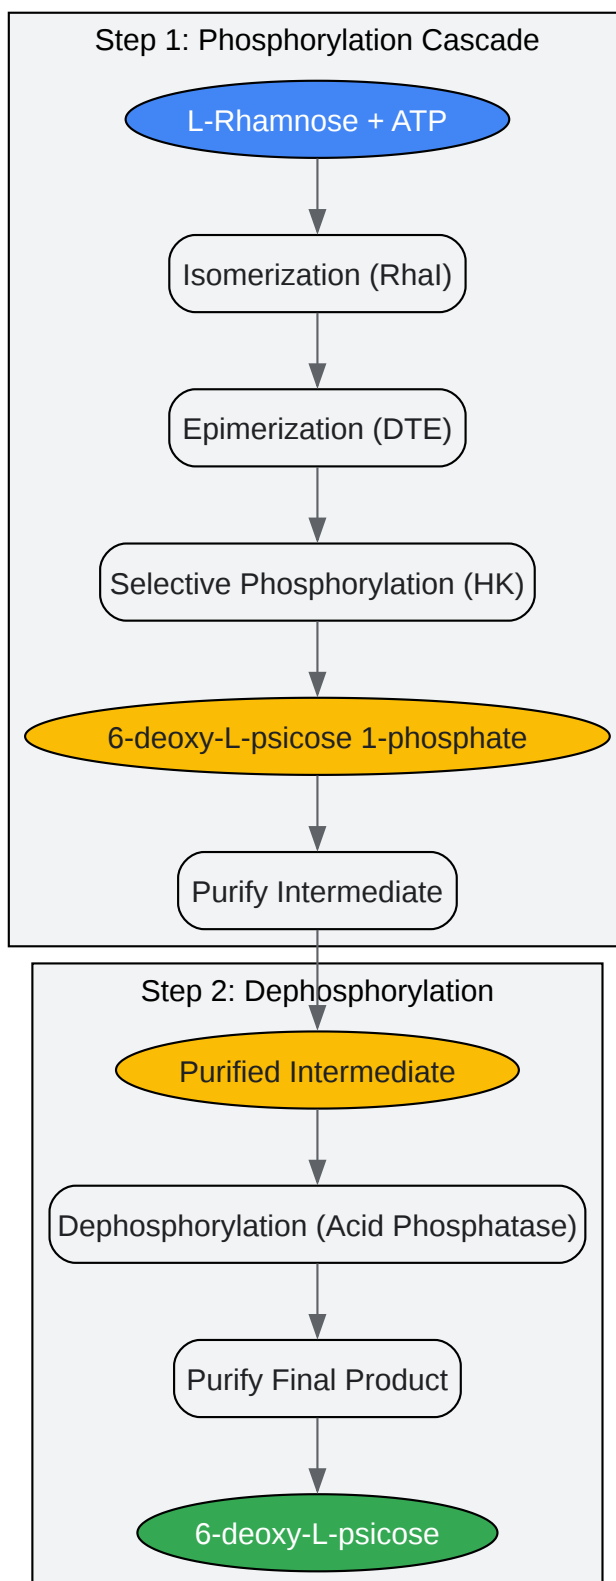 Step 1: Phosphorylation Cascade
L-Rhamnose + ATP
Isomerization (RhaI)
Epimerization (DTE)
Selective Phosphorylation (HK)
6-deoxy-L-psicose 1-phosphate
Purify Intermediate
Step 2: Dephosphorylation
Purified Intermediate
Dephosphorylation (Acid Phosphatase)
Purify Final Product
6-deoxy-L-psicose